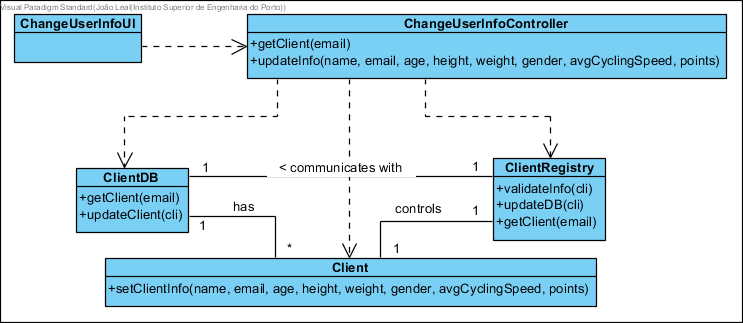 Visual Paradigm Standard(João Leal(Instituto Superior de Engenharia do Porto))
ChangeUserInfoUI
ChangeUserInfoController
+getClient(email)
+updateInfo(name, email, age, height, weight, gender, avgCyclingSpeed, points)
ClientDB
+getClient(email)
+updateClient(cli)
1
< communicates with
1
ClientRegistry
+validateInfo(cli)
+updateDB(cli)
+getClient(email)
has
1
*
controls
1
1
Client
+setClientInfo(name, email, age, height, weight, gender, avgCyclingSpeed, points)